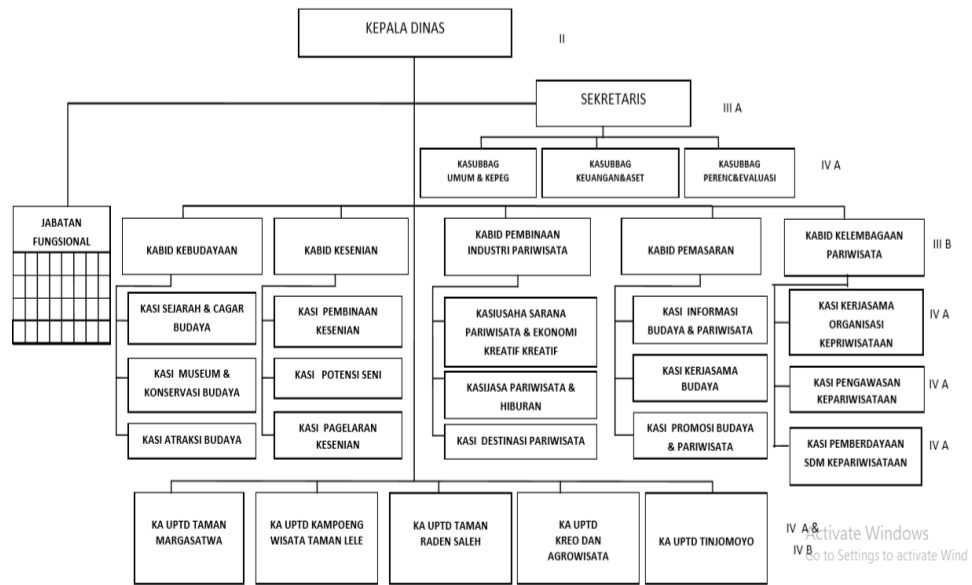 KEPALA DINAS
II
SEKRETARIS
III A
KASUBBAG
UMUM & KEPEG
KASUBBAG
KEUANGAN&ASET
KASUBBAG
PERENC&EVALUASI
IV A
JABATAN
FUNGSIONAL
KABID KEBUDAYAAN
KABID KESENIAN
KABID PEMBINAAN
INDUSTRI PARIWISATA
KABID PEMASARAN
KABID KELEMBAGAAN
PARIWISATA
III B
KASI SEJARAH & CAGAR
BUDAYA
KASI PEMBINAAN
KESENIAN
KASIUSAHA SARANA
PARIWISATA & EKONOMI
KREATIF KREATIF
KASI INFORMASI
BUDAYA & PARIWISATA
KASI KERJASAMA
ORGANISASI
KEPRIWISATAAN
IV A
KASI MUSEUM &
KONSERVASI BUDAYA
KASI POTENSI SENI
KASIJASA PARIWISATA &
HIBURAN
KASI KERJASAMA
BUDAYA
KASI PENGAWASAN
KEPARIWISATAAN
IV A
KASI ATRAKSI BUDAYA
KASI PAGELARAN
KESENIAN
KASI DESTINASI PARIWISATA
KASI PROMOSI BUDAYA
& PARIWISATA
KASI PEMBERDAYAAN
SDM KEPARIWISATAAN
IV A
KA UPTD TAMAN
MARGASATWA
KA UPTD KAMPOENG
WISATA TAMAN LELE
KA UPTD TAMAN
RADEN SALEH
KA UPTD
KREO DAN
AGROWISATA
KA UPTD TINJOMOYO
IV A &
IV B
Activate Windows
Go to Settings to activate Wind